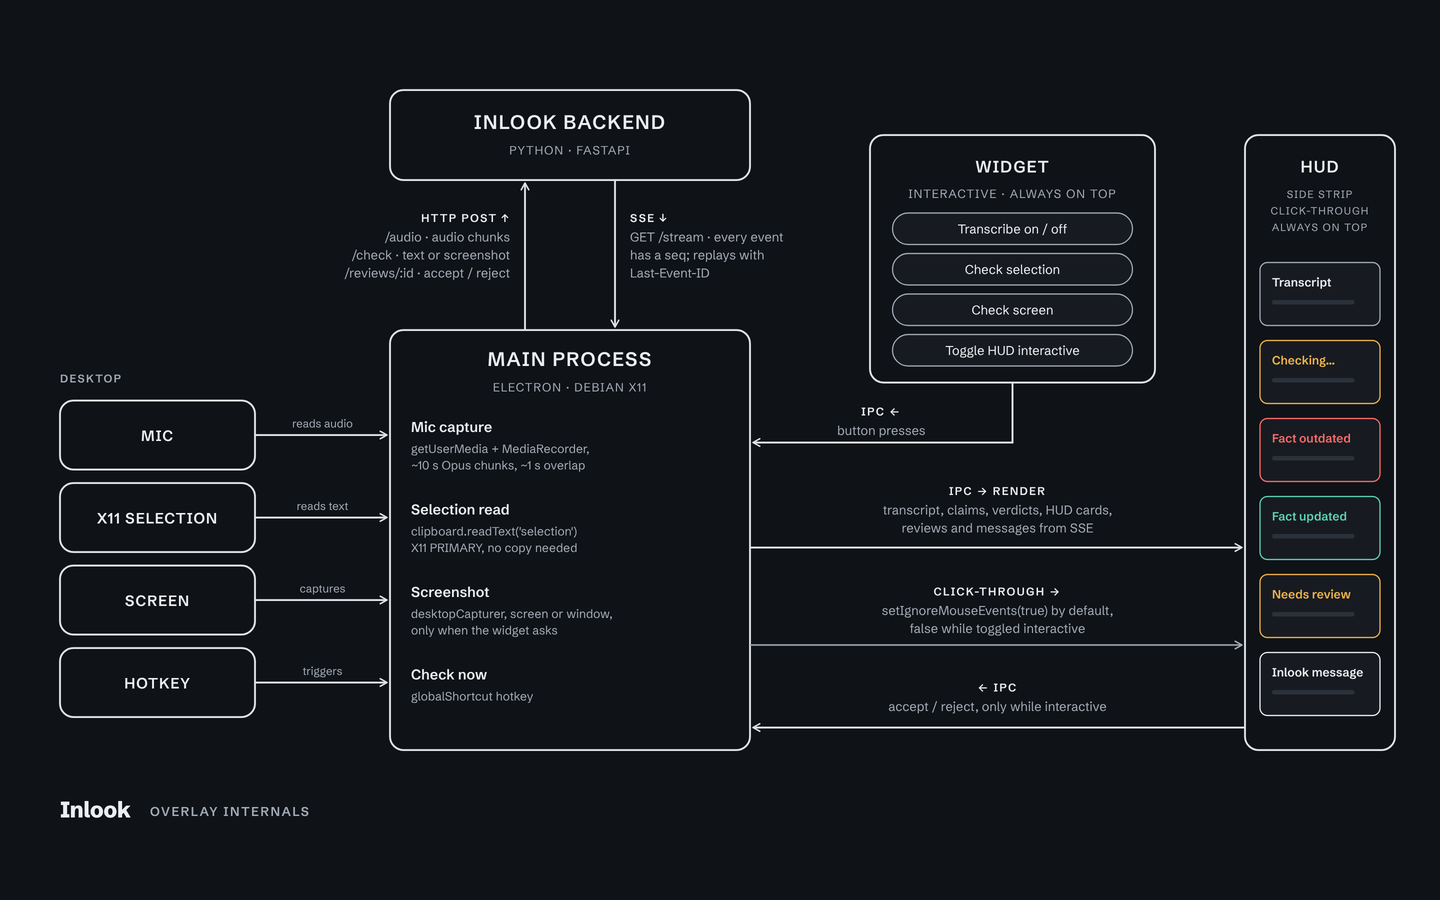 INLOOK BACKEND
PYTHON · FASTAPI
HTTP POST ↑
/audio · audio chunks
/check · text or screenshot
/reviews/:id · accept / reject
SSE ↓
GET /stream · every event
has a seq; replays with
Last-Event-ID
WIDGET
INTERACTIVE · ALWAYS ON TOP
Transcribe on / off
Check selection
Check screen
Toggle HUD interactive
HUD
SIDE STRIP
CLICK-THROUGH
ALWAYS ON TOP
Transcript
Checking...
Fact outdated
Fact updated
Needs review
Inlook message
DESKTOP
MIC
X11 SELECTION
SCREEN
HOTKEY
reads audio
reads text
captures
triggers
MAIN PROCESS
ELECTRON · DEBIAN X11
Mic capture
getUserMedia + MediaRecorder,
~10 s Opus chunks, ~1 s overlap
Selection read
clipboard.readText('selection')
X11 PRIMARY, no copy needed
Screenshot
desktopCapturer, screen or window,
only when the widget asks
Check now
globalShortcut hotkey
IPC ←
button presses
IPC → RENDER
transcript, claims, verdicts, HUD cards,
reviews and messages from SSE
CLICK-THROUGH →
setIgnoreMouseEvents(true) by default,
false while toggled interactive
← IPC
accept / reject, only while interactive
Inlook OVERLAY INTERNALS